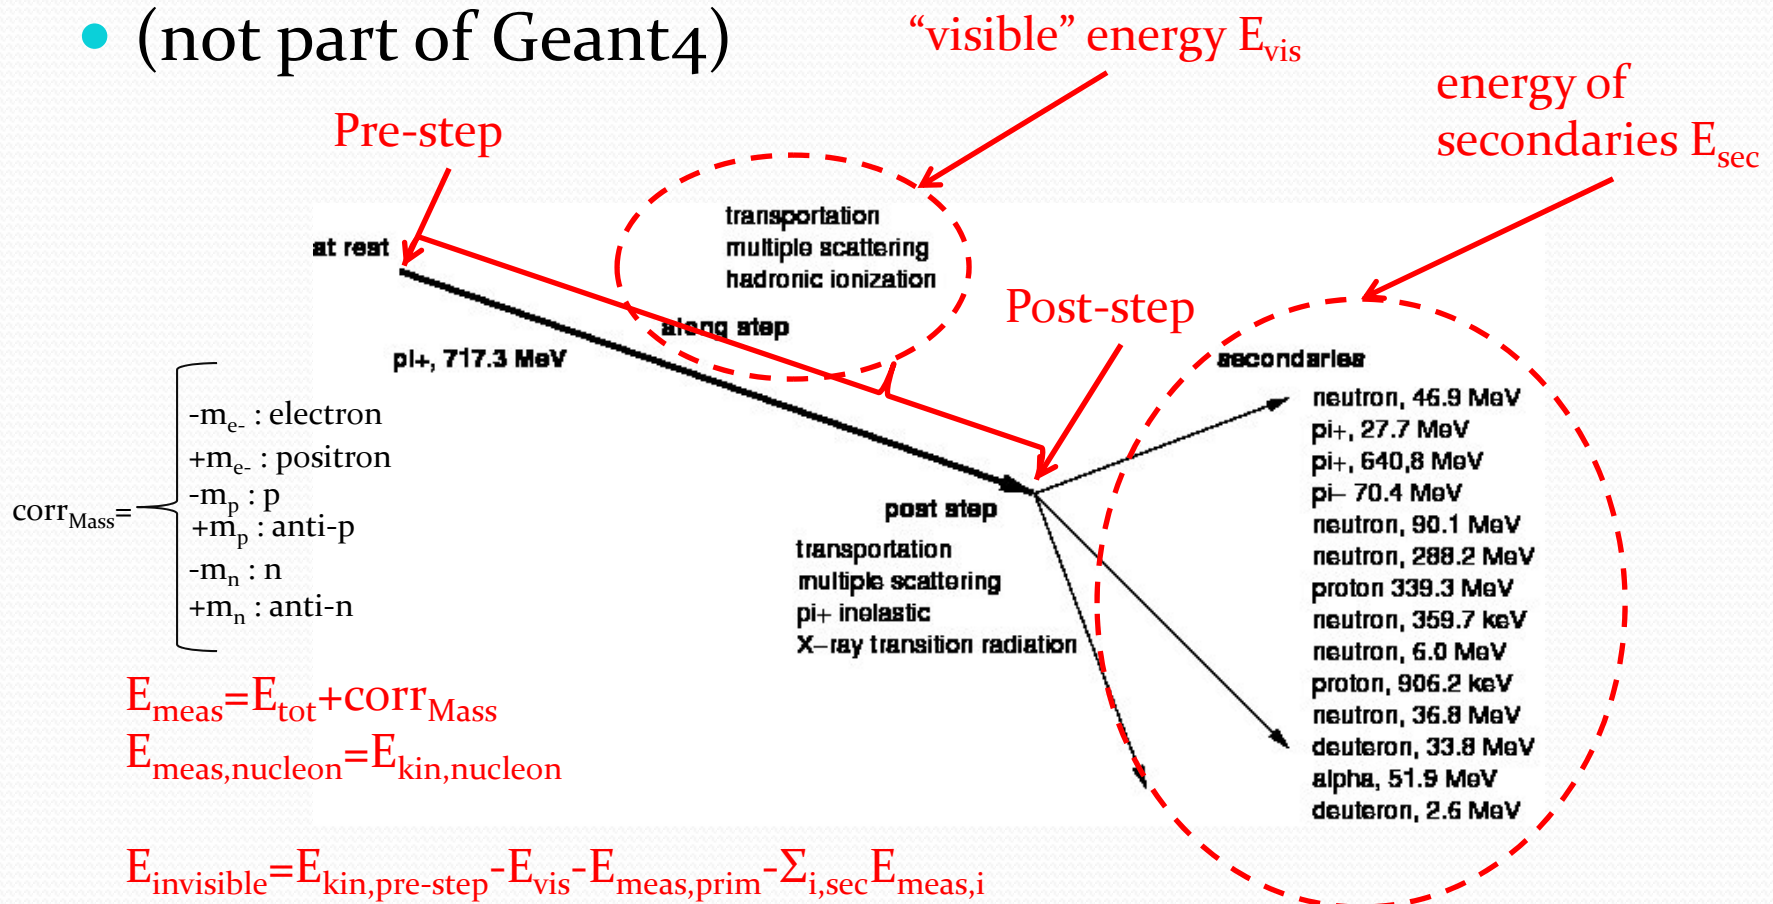 • (not part of Geant4)
“visible” energy E_vis
energy of
secondaries E_sec
Pre-step
transportation
multiple scattering
hadronic ionization
at rest
along step
Post-step
pi+, 717.3 MeV
secondaries
neutron, 46.9 MeV
pi+, 27.7 MeV
pi+, 640,8 MeV
pi− 70.4 MeV
neutron, 90.1 MeV
neutron, 288.2 MeV
proton 339.3 MeV
neutron, 359.7 keV
neutron, 6.0 MeV
proton, 906.2 keV
neutron, 36.8 MeV
deuteron, 33.8 MeV
alpha, 51.9 MeV
deuteron, 2.6 MeV
post step
transportation
multiple scattering
pi+ inelastic
X−ray transition radiation
corr_Mass=
-m_e- : electron
+m_e- : positron
-m_p : p
+m_p : anti-p
-m_n : n
+m_n : anti-n
E_meas=E_tot+corr_Mass
E_meas,nucleon=E_kin,nucleon
E_invisible=E_kin,pre-step-E_vis-E_meas,prim-Σ_i,secE_meas,i